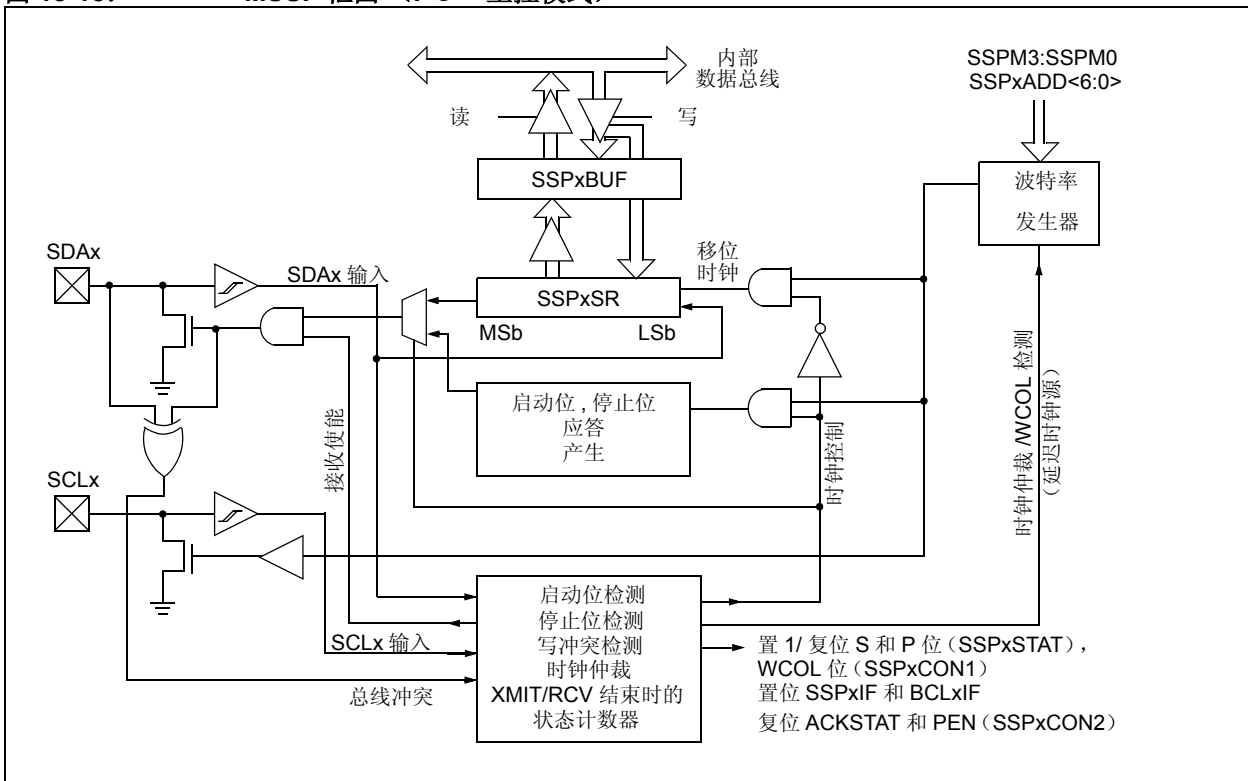 内部
数据总线
SSPM3:SSPM0
SSPxADD<6:0>
读
写
SSPxBUF
波特率
发生器
SDAx
SDAx 输入
移位
时钟
SSPxSR
MSb
LSb
启动位 , 停止位
应答
产生
接收使能
时钟控制
时钟仲裁 /WCOL 检测
（延迟时钟源）
SCLx
启动位检测
停止位检测
写冲突检测
时钟仲裁
XMIT/RCV 结束时的
状态计数器
SCLx 输入
总线冲突
置 1/ 复位 S 和 P 位（SSPxSTAT），
WCOL 位（SSPxCON1）
置位 SSPxIF 和 BCLxIF
复位 ACKSTAT 和 PEN（SSPxCON2）